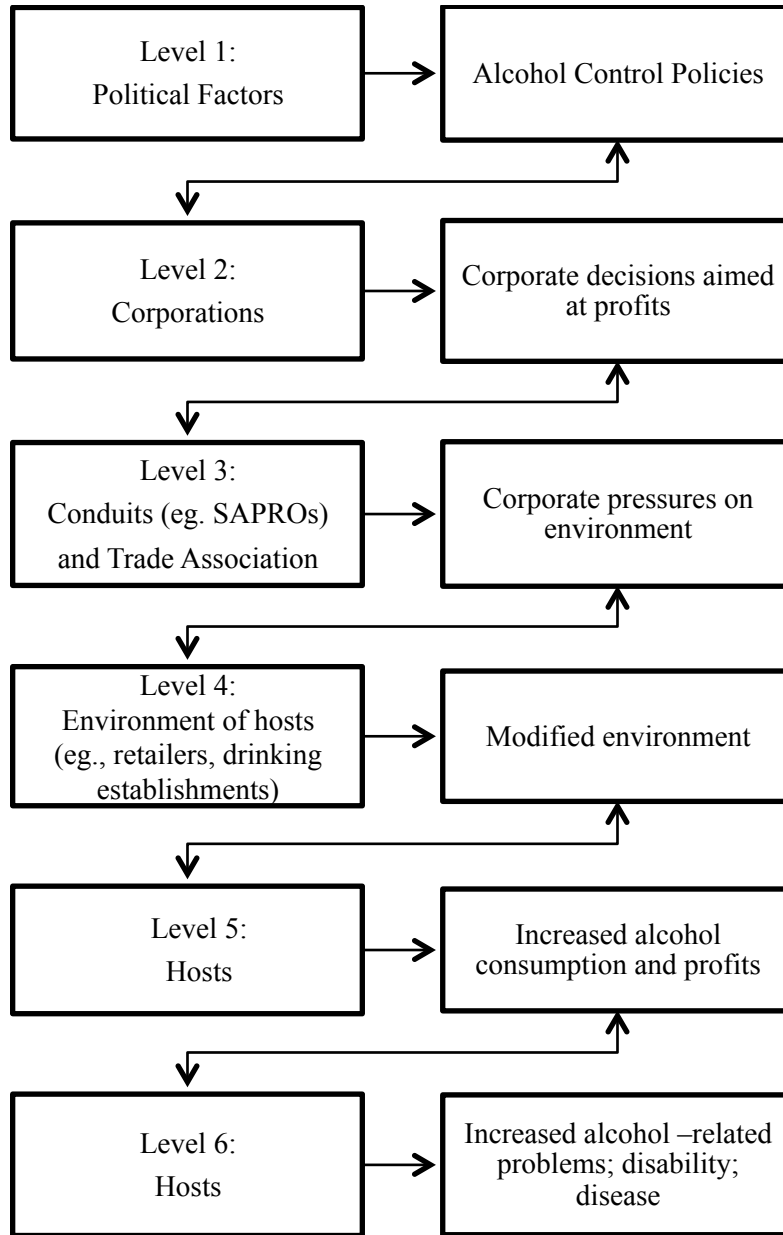 Level 1:
Political Factors
Alcohol Control Policies
Level 2:
Corporations
Corporate decisions aimed
at profits
Level 3:
Conduits (eg. SAPROs)
and Trade Association
Corporate pressures on
environment
Level 4:
Environment of hosts
(eg., retailers, drinking
establishments)
Modified environment
Level 5:
Hosts
Increased alcohol
consumption and profits
Level 6:
Hosts
Increased alcohol –related
problems; disability;
disease